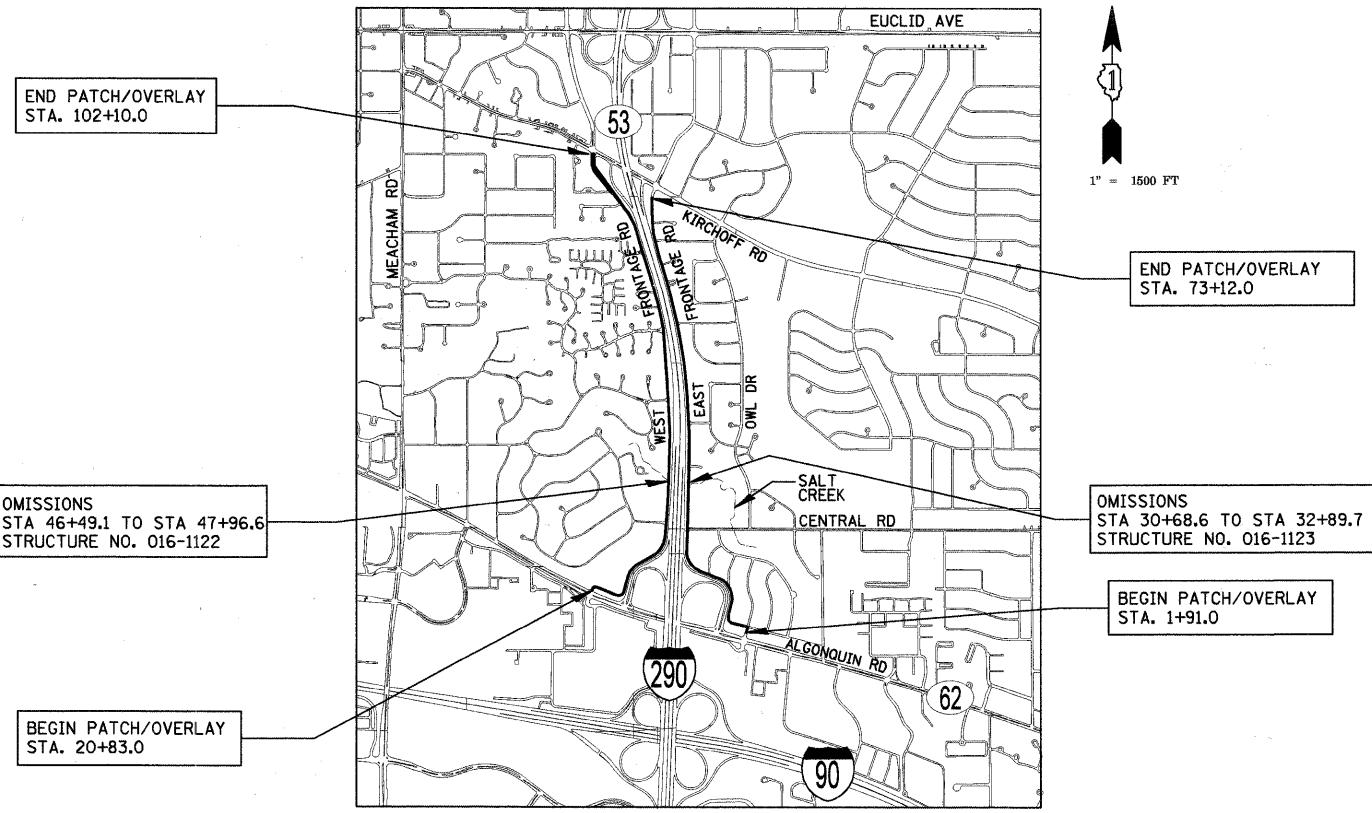 EUCLID AVE
1
1" = 1500 FT
END PATCH/OVERLAY
STA. 102+10.0
53
MEACHAM RD
FRONTAGE RD
FRONTAGE RD
KIRCHOFF RD
END PATCH/OVERLAY
STA. 73+12.0
WEST
EAST
OWL DR
SALT
CREEK
CENTRAL RD
OMISSIONS
STA 46+49.1 TO STA 47+96.6
STRUCTURE NO. 016-1122
OMISSIONS
STA 30+68.6 TO STA 32+89.7
STRUCTURE NO. 016-1123
BEGIN PATCH/OVERLAY
STA. 1+91.0
ALGONQUIN RD
290
62
BEGIN PATCH/OVERLAY
STA. 20+83.0
90